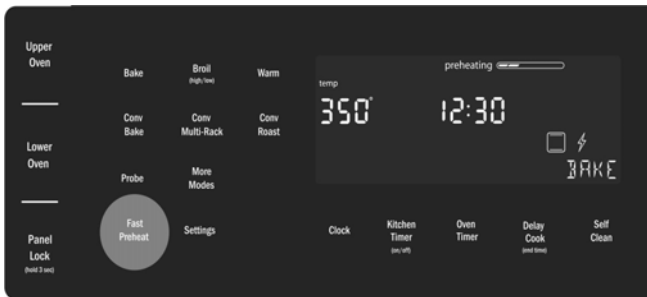 Upper
Oven
Lower
Oven
Panel
Lock
(hold 3 sec)
Bake
Broil
(high/low)
Warm
Conv
Bake
Conv
Multi-Rack
Conv
Roast
Probe
More
Modes
Fast
Preheat
Settings
preheating
temp
350°
12:30
BAKE
Clock
Kitchen
Timer
(on/off)
Oven
Timer
Delay
Cook
(end time)
Self
Clean